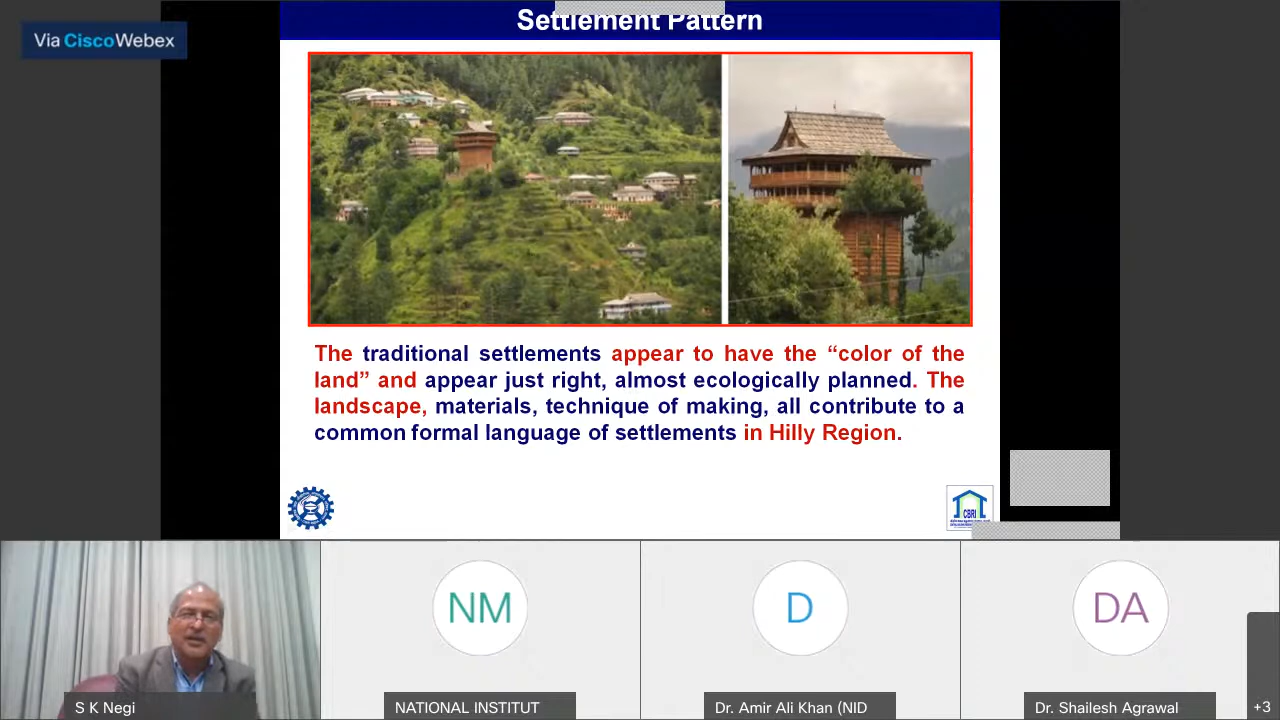 Settlement Pattern
Via CiscoWebex
The traditional settlements appear to have the “color of the
land” and appear just right, almost ecologically planned. The
landscape, materials, technique of making, all contribute to a
common formal language of settlements in Hilly Region.
CBRI
NM
D
DA
S K Negi
NATIONAL INSTITUT
Dr. Amir Ali Khan (NID
Dr. Shailesh Agrawal
+3